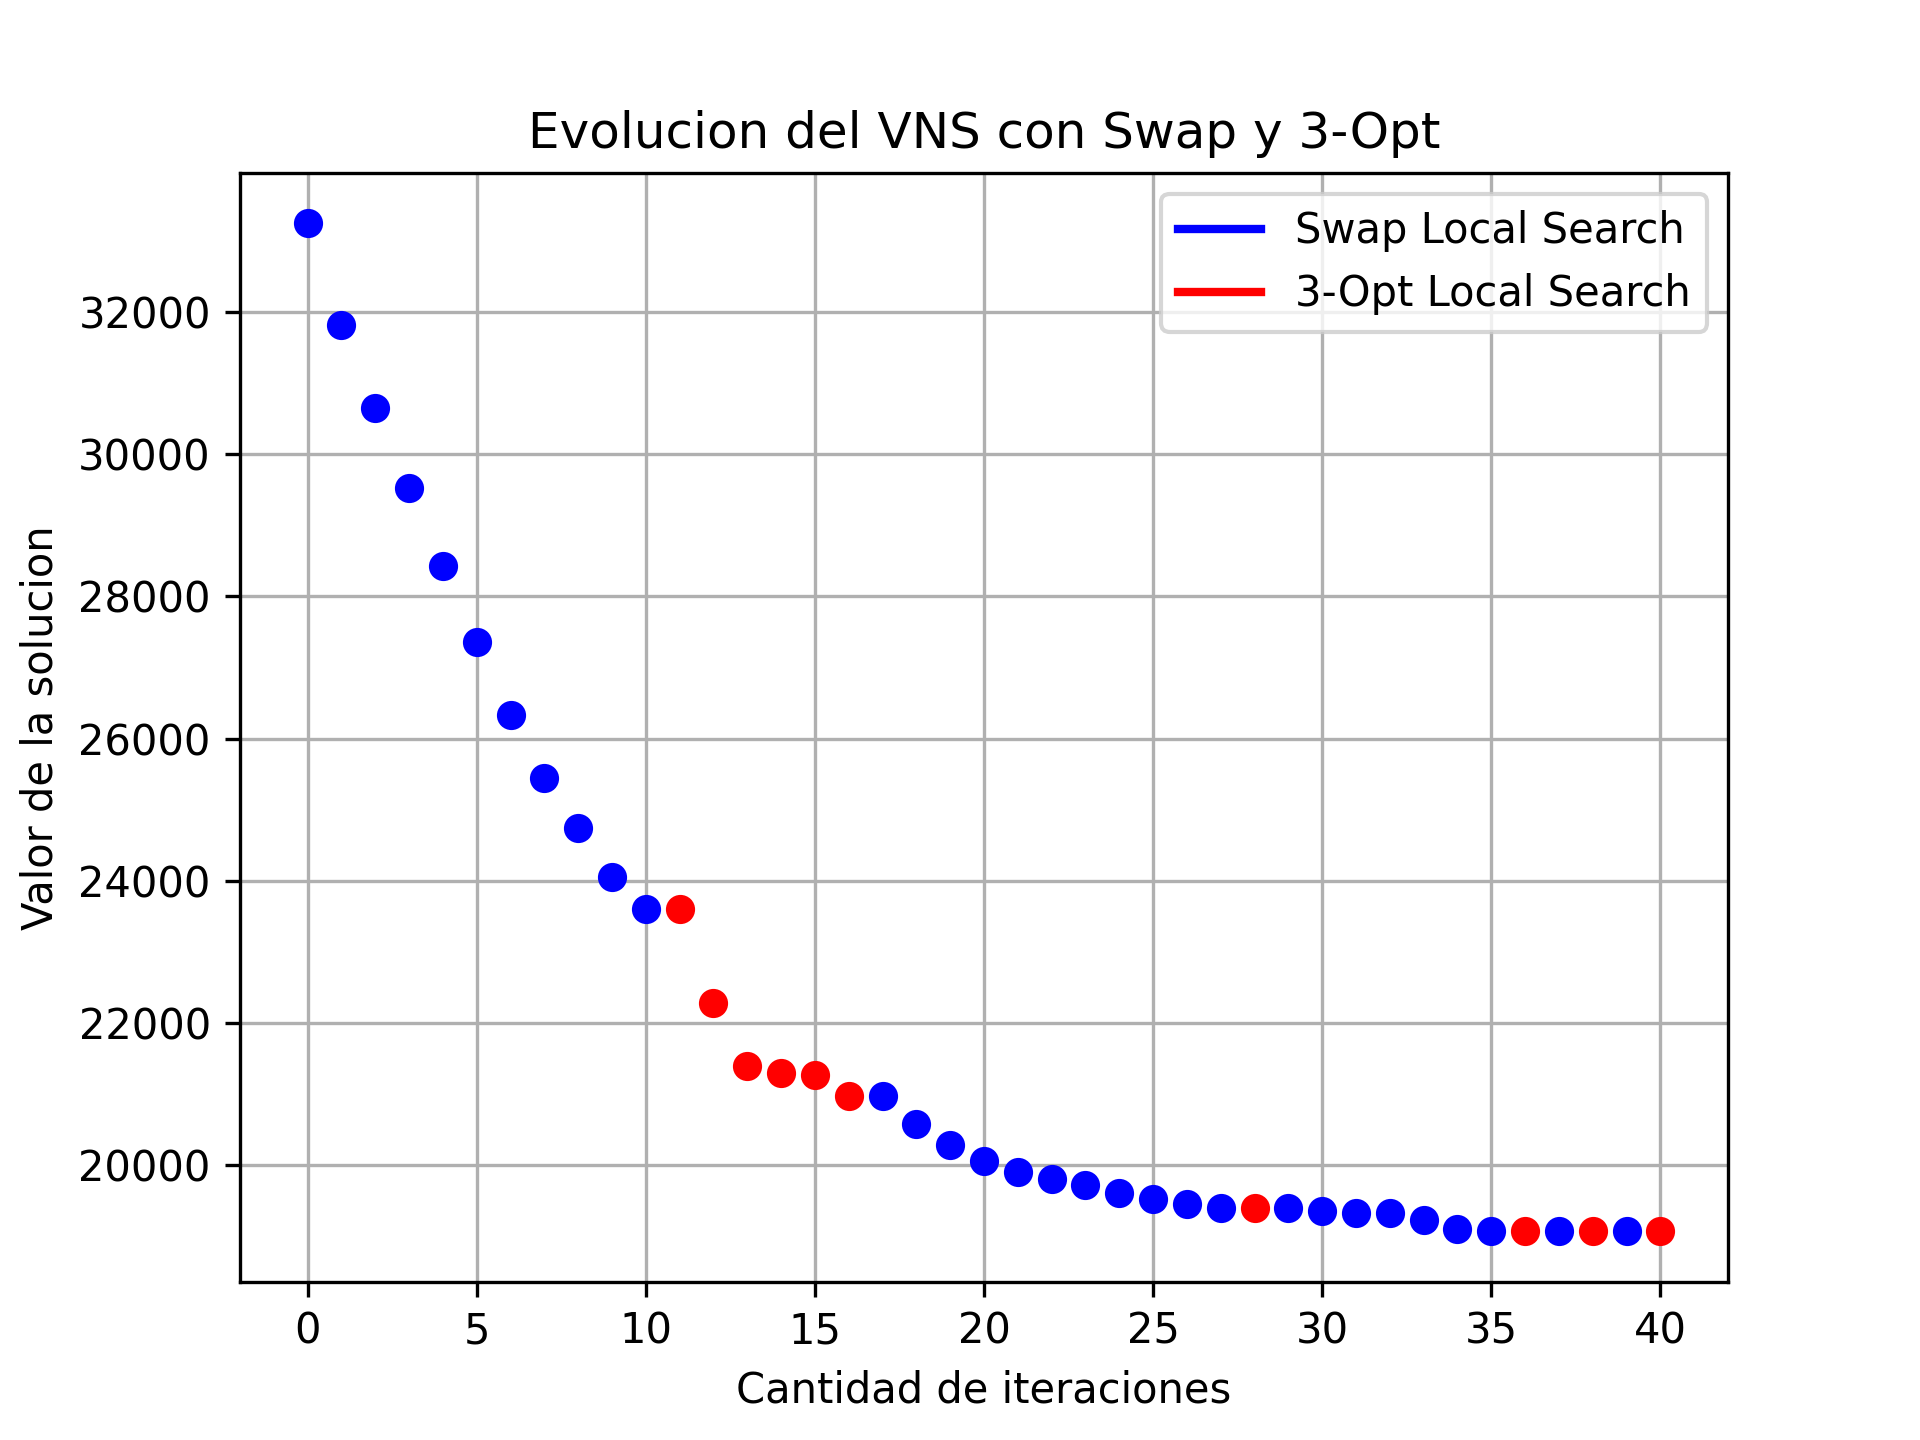 Evolucion del VNS con Swap y 3-Opt
Swap Local Search
3-Opt Local Search
Valor de la solucion
32000
30000
28000
26000
24000
22000
20000
0 5 10 15 20 25 30 35 40
Cantidad de iteraciones